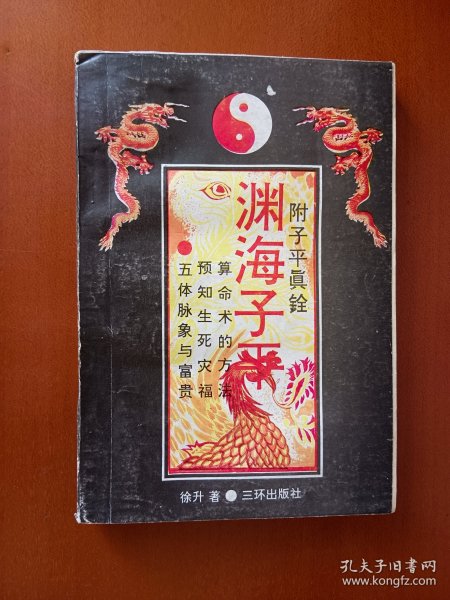 附子平真銓
渊海子平
算命术的方法
预知生死灾福
五体脉象与富贵
徐升 著 三环出版社
孔夫子旧书网
www.kongfz.com